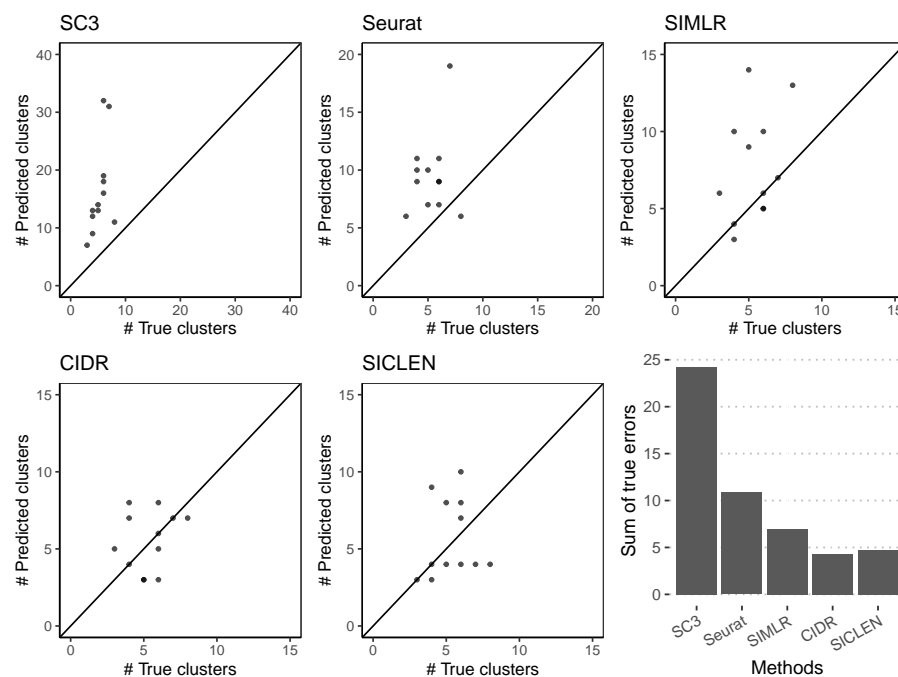 SC3
Seurat
SIMLR
# Predicted clusters
40
30
20
10
0
0 10 20 30 40
# True clusters
# Predicted clusters
20
15
10
5
0
0 5 10 15 20
# True clusters
# Predicted clusters
15
10
5
0
0 5 10 15
# True clusters
CIDR
SICLEN
# Predicted clusters
15
10
5
0
0 5 10 15
# True clusters
# Predicted clusters
15
10
5
0
0 5 10 15
# True clusters
Sum of true errors
25
20
15
10
5
0
SC3 Seurat SIMLR CIDR SICLEN
Methods